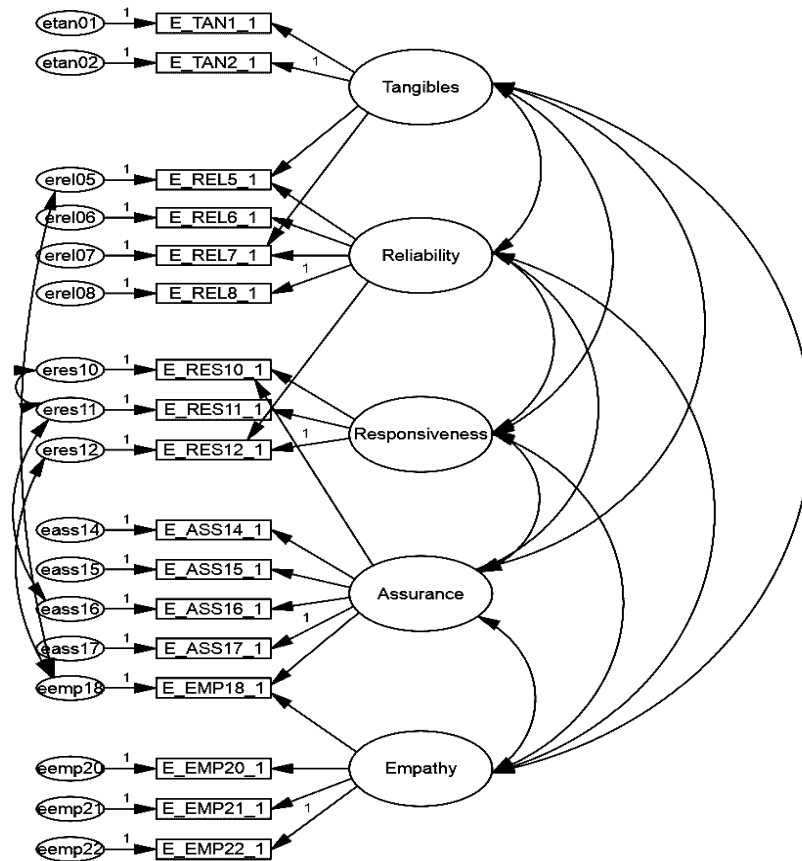 etan01 1 E_TAN1_1
etan02 1 E_TAN2_1
1
Tangibles
erel05 1 E_REL5_1
erel06 1 E_REL6_1
erel07 1 E_REL7_1
Reliability
erel08 1 E_REL8_1
1
eres10 1 E_RES10_1
eres11 1 E_RES11_1
Responsiveness
eres12 1 E_RES12_1
1
eass14 1 E_ASS14_1
eass15 1 E_ASS15_1
Assurance
eass16 1 E_ASS16_1
1
eass17 1 E_ASS17_1
eemp18 1 E_EMP18_1
eemp20 1 E_EMP20_1
Empathy
eemp21 1 E_EMP21_1
1
eemp22 1 E_EMP22_1